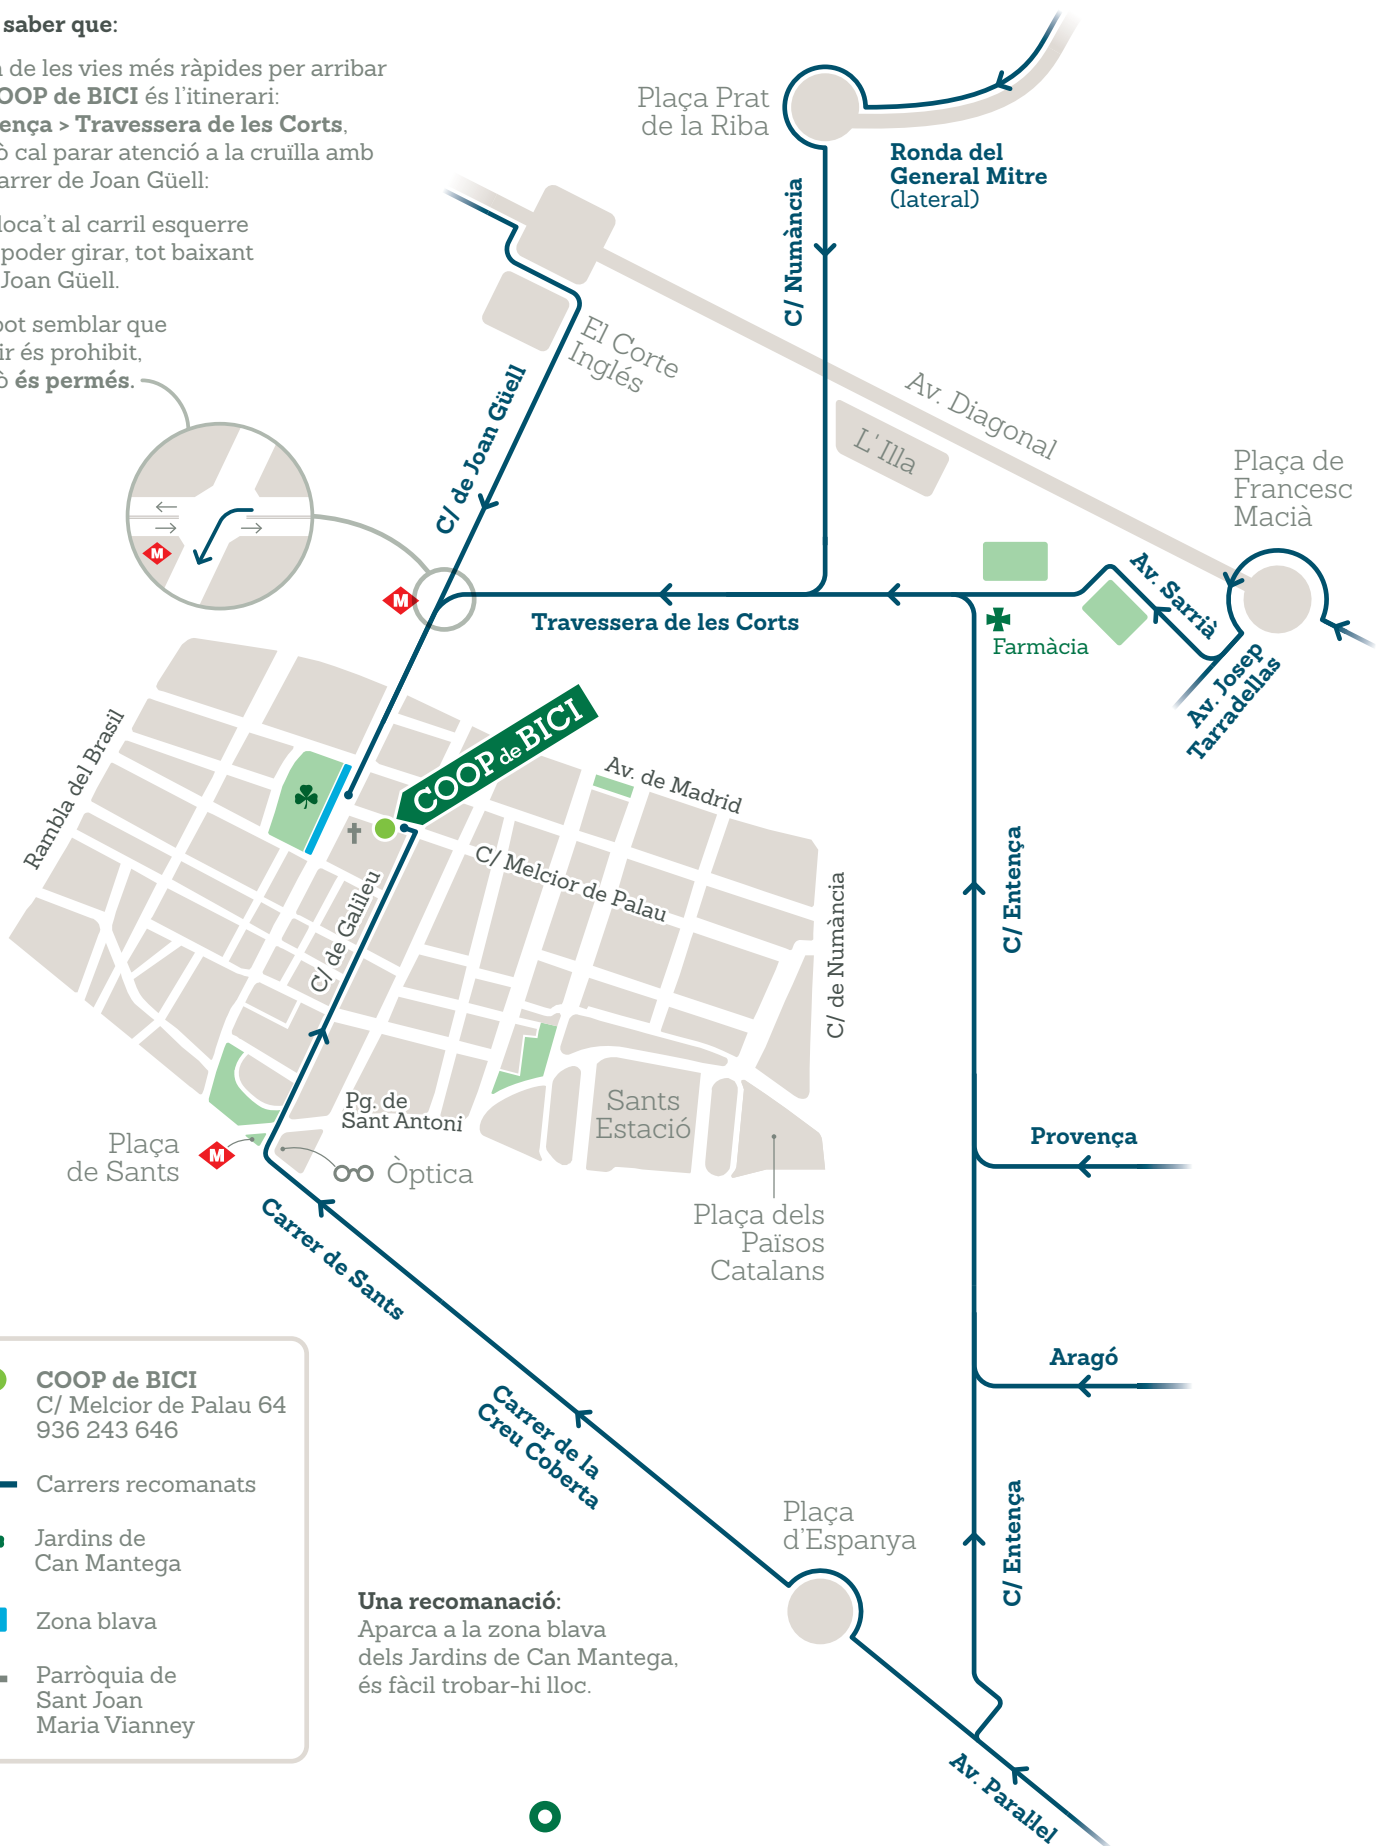 saber que:
de les vies més ràpides per arribar
COOP de BICI és l'itinerari:
ença > Travessera de les Corts,
ò cal parar atenció a la cruïlla amb
arrer de Joan Güell:
loca't al carril esquerre
poder girar, tot baixant
Joan Güell.
pot semblar que
ir és prohibit,
ò és permés.
Plaça Prat
de la Riba
Ronda del
General Mitre
(lateral)
C/ Numància
El Corte
Inglés
C/ de Joan Güell
Av. Diagonal
L'Illa
Plaça de
Francesc
Macià
M
M
Av. Sarrià
Travessera de les Corts
Farmàcia
Av. Josep
Tarradellas
Rambla del Brasil
COOP de BICI
Av. de Madrid
C/ Melcior de Palau
C/ de Galileu
C/ de Numància
C/ Entença
Pg. de
Sant Antoni
Sants
Estació
Plaça
de Sants
M
Òptica
Provença
Carrer de Sants
Plaça dels
Països
Catalans
Aragó
Carrer de la
Creu Coberta
Plaça
d'Espanya
C/ Entença
Av. Paral·lel
COOP de BICI
C/ Melcior de Palau 64
936 243 646
Carrers recomanats
Jardins de
Can Mantega
Zona blava
Parròquia de
Sant Joan
Maria Vianney
Una recomanació:
Aparca a la zona blava
dels Jardins de Can Mantega,
és fàcil trobar-hi lloc.